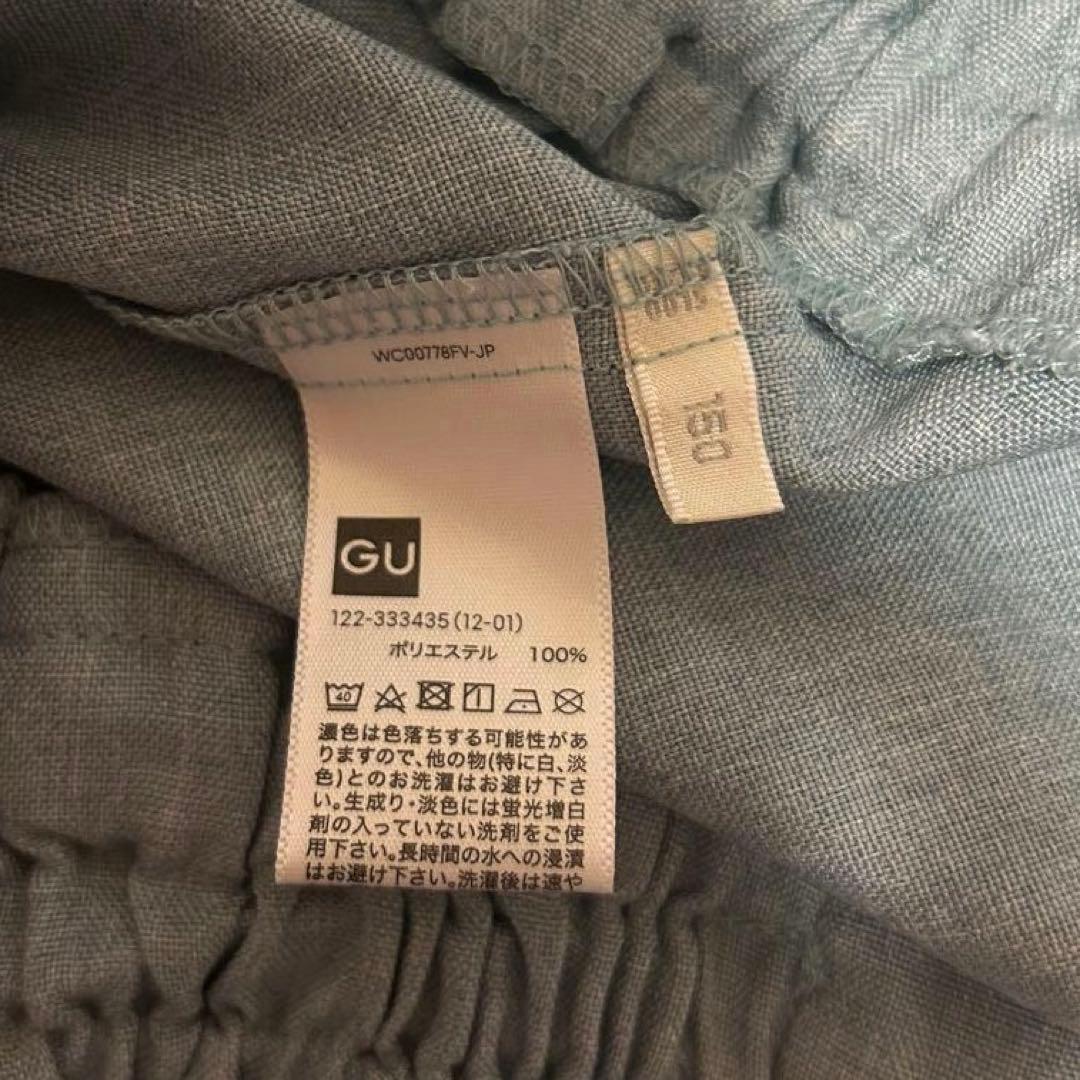 WC00778FV-JP
150
GU
122-333435(12-01)
ポリエステル 100%
40
濃色は色落ちする可能性があ
りますので、他の物(特に白、淡
色)とのお洗濯はお避け下さ
い。生成り・淡色には蛍光増白
剤の入っていない洗剤をご使
用下さい。長時間の水への浸漬
はお避け下さい。洗濯後は速や